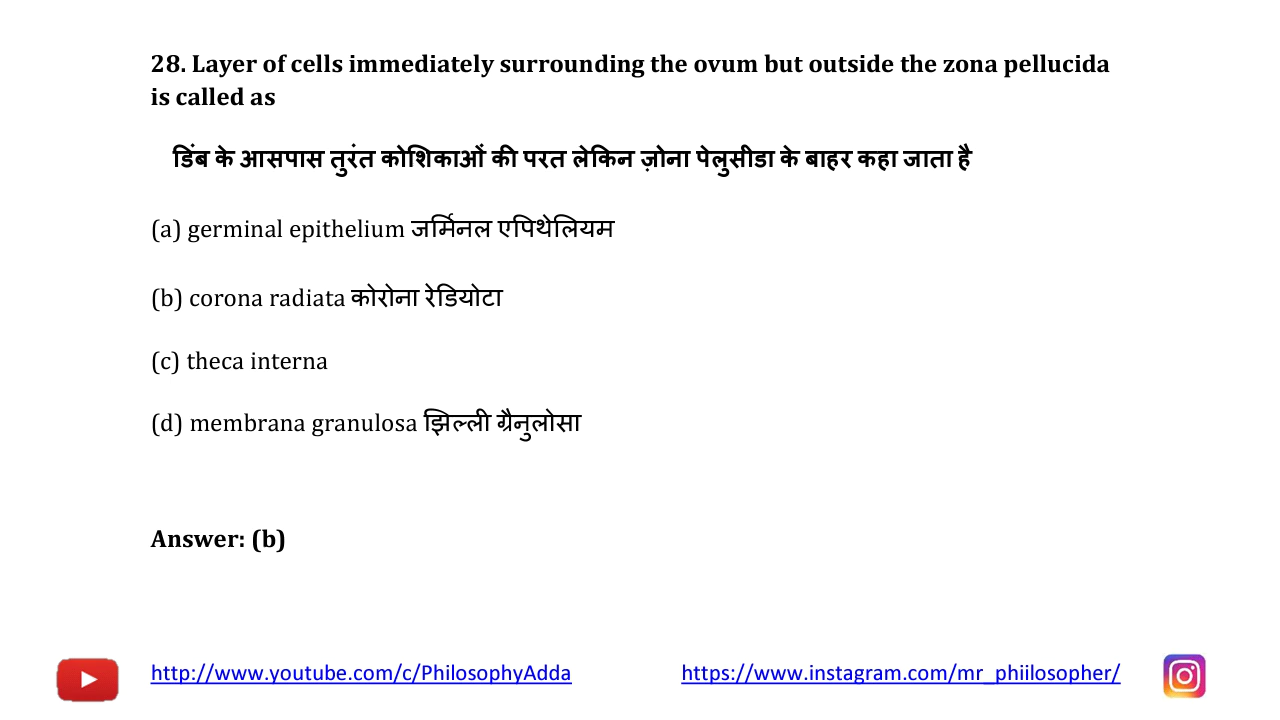 28. Layer of cells immediately surrounding the ovum but outside the zona pellucida
is called as
डिंब के आसपास तुरंत कोशिकाओं की परत लेकिन ज़ोना पेलुसीडा के बाहर कहा जाता है
(a) germinal epithelium जर्मिनल एपिथेलियम
(b) corona radiata कोरोना रेडियोटा
(c) theca interna
(d) membrana granulosa झिल्ली ग्रैनुलोसा
Answer: (b)
http://www.youtube.com/c/PhilosophyAdda https://www.instagram.com/mr_phiilosopher/